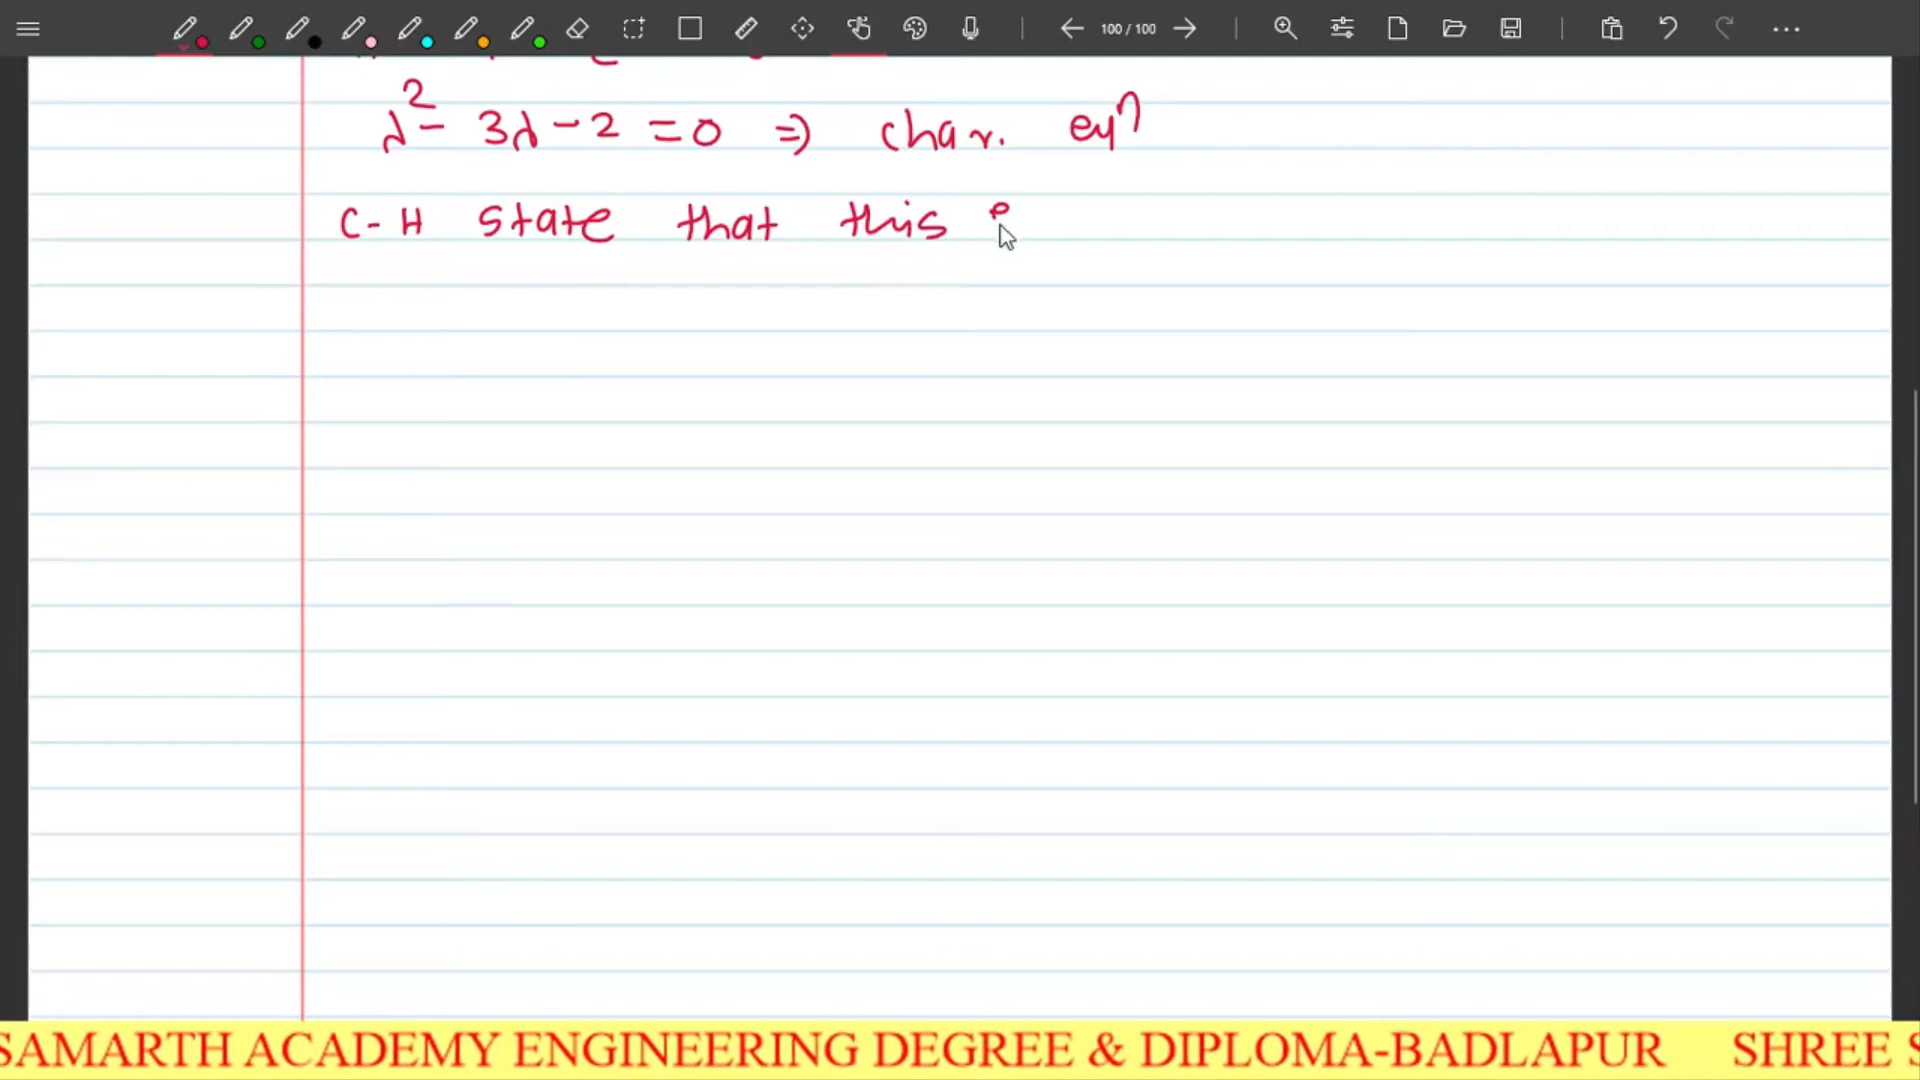 100 / 100
λ² - 3λ - 2 = 0 ⇒ char. eqⁿ
C-H state that this
SAMARTH ACADEMY ENGINEERING DEGREE & DIPLOMA-BADLAPUR SHREE S